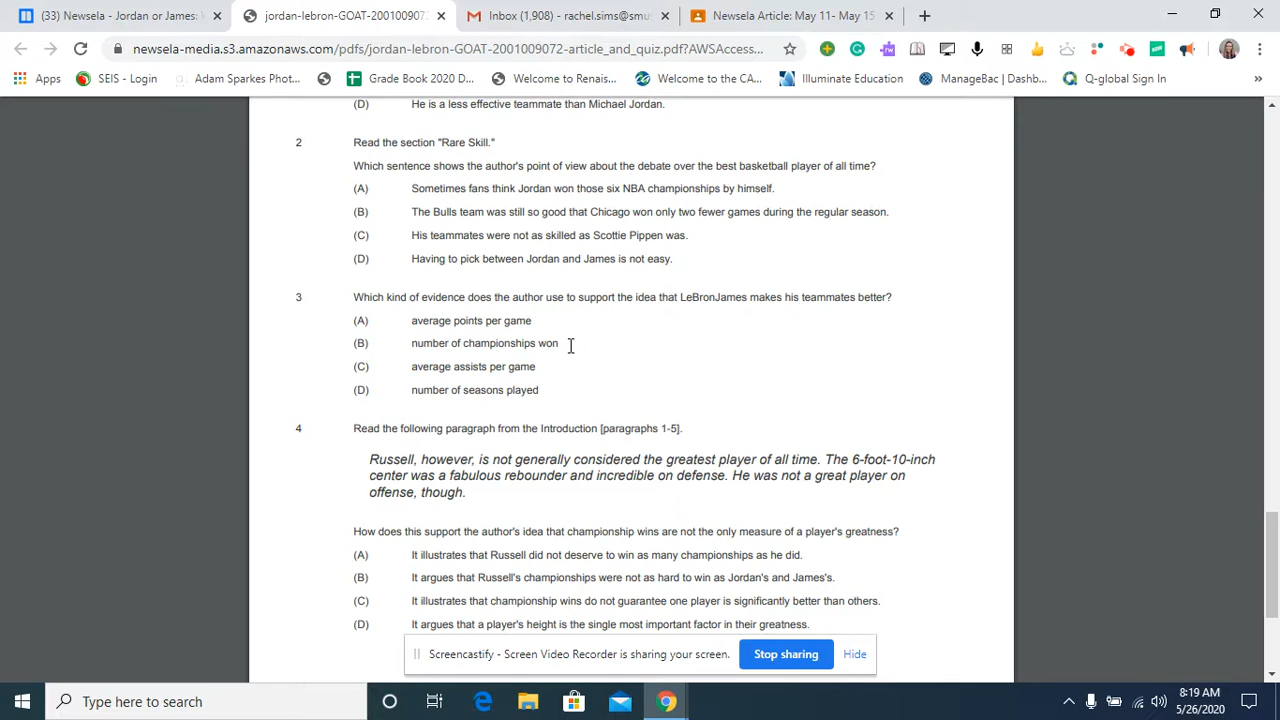 (33) Newsela - Jordan or James:
jordan-lebron-GOAT-2001009072
Inbox (1,908) - rachel.sims@smus
Newsela Article: May 11- May 15
newsela-media.s3.amazonaws.com/pdfs/jordan-lebron-GOAT-2001009072-article_and_quiz.pdf?AWSAccess...
Apps
SEIS - Login
Adam Sparkes Phot...
Grade Book 2020 D...
Welcome to Renais...
Welcome to the CA...
Illuminate Education
ManageBac | Dashb...
Q-global Sign In
»
(D) He is a less effective teammate than Michael Jordan.
2 Read the section "Rare Skill."
Which sentence shows the author's point of view about the debate over the best basketball player of all time?
(A) Sometimes fans think Jordan won those six NBA championships by himself.
(B) The Bulls team was still so good that Chicago won only two fewer games during the regular season.
(C) His teammates were not as skilled as Scottie Pippen was.
(D) Having to pick between Jordan and James is not easy.
3 Which kind of evidence does the author use to support the idea that LeBronJames makes his teammates better?
(A) average points per game
(B) number of championships won
(C) average assists per game
(D) number of seasons played
4 Read the following paragraph from the Introduction [paragraphs 1-5].
Russell, however, is not generally considered the greatest player of all time. The 6-foot-10-inch
center was a fabulous rebounder and incredible on defense. He was not a great player on
offense, though.
How does this support the author's idea that championship wins are not the only measure of a player's greatness?
(A) It illustrates that Russell did not deserve to win as many championships as he did.
(B) It argues that Russell's championships were not as hard to win as Jordan's and James's.
(C) It illustrates that championship wins do not guarantee one player is significantly better than others.
(D) It argues that a player's height is the single most important factor in their greatness.
Screencastify - Screen Video Recorder is sharing your screen.
Stop sharing
Hide
Type here to search
8:19 AM
5/26/2020